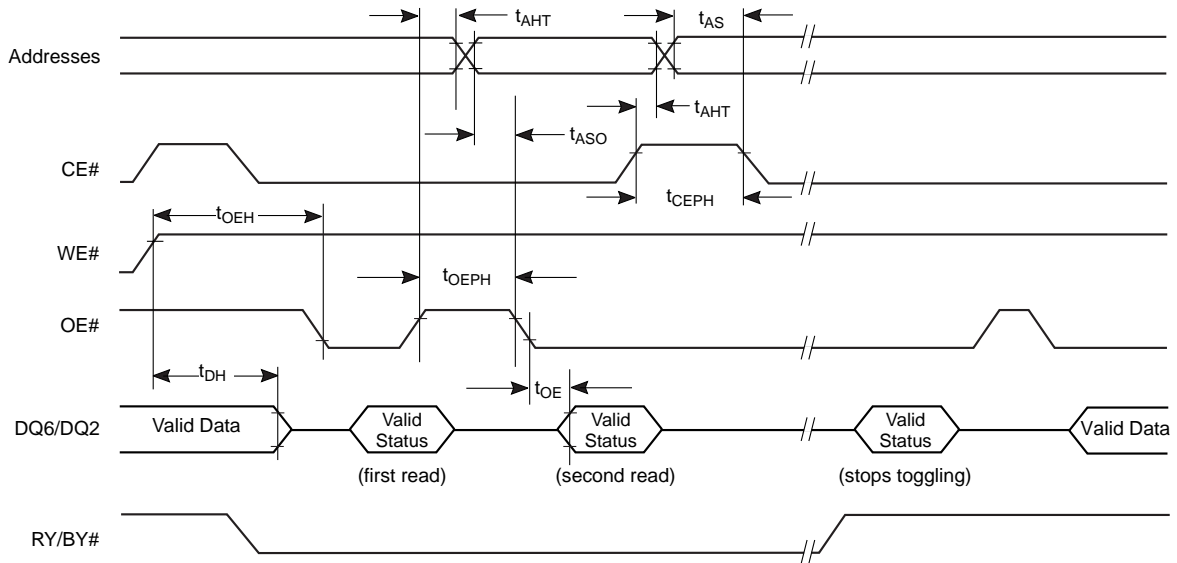 tAHT
tAS
Addresses
tAHT
tASO
CE#
tCEPH
tOEH
WE#
tOEPH
OE#
tDH
tOE
DQ6/DQ2
Valid Data
Valid
Status
Valid
Status
Valid
Status
Valid Data
(first read)
(second read)
(stops toggling)
RY/BY#